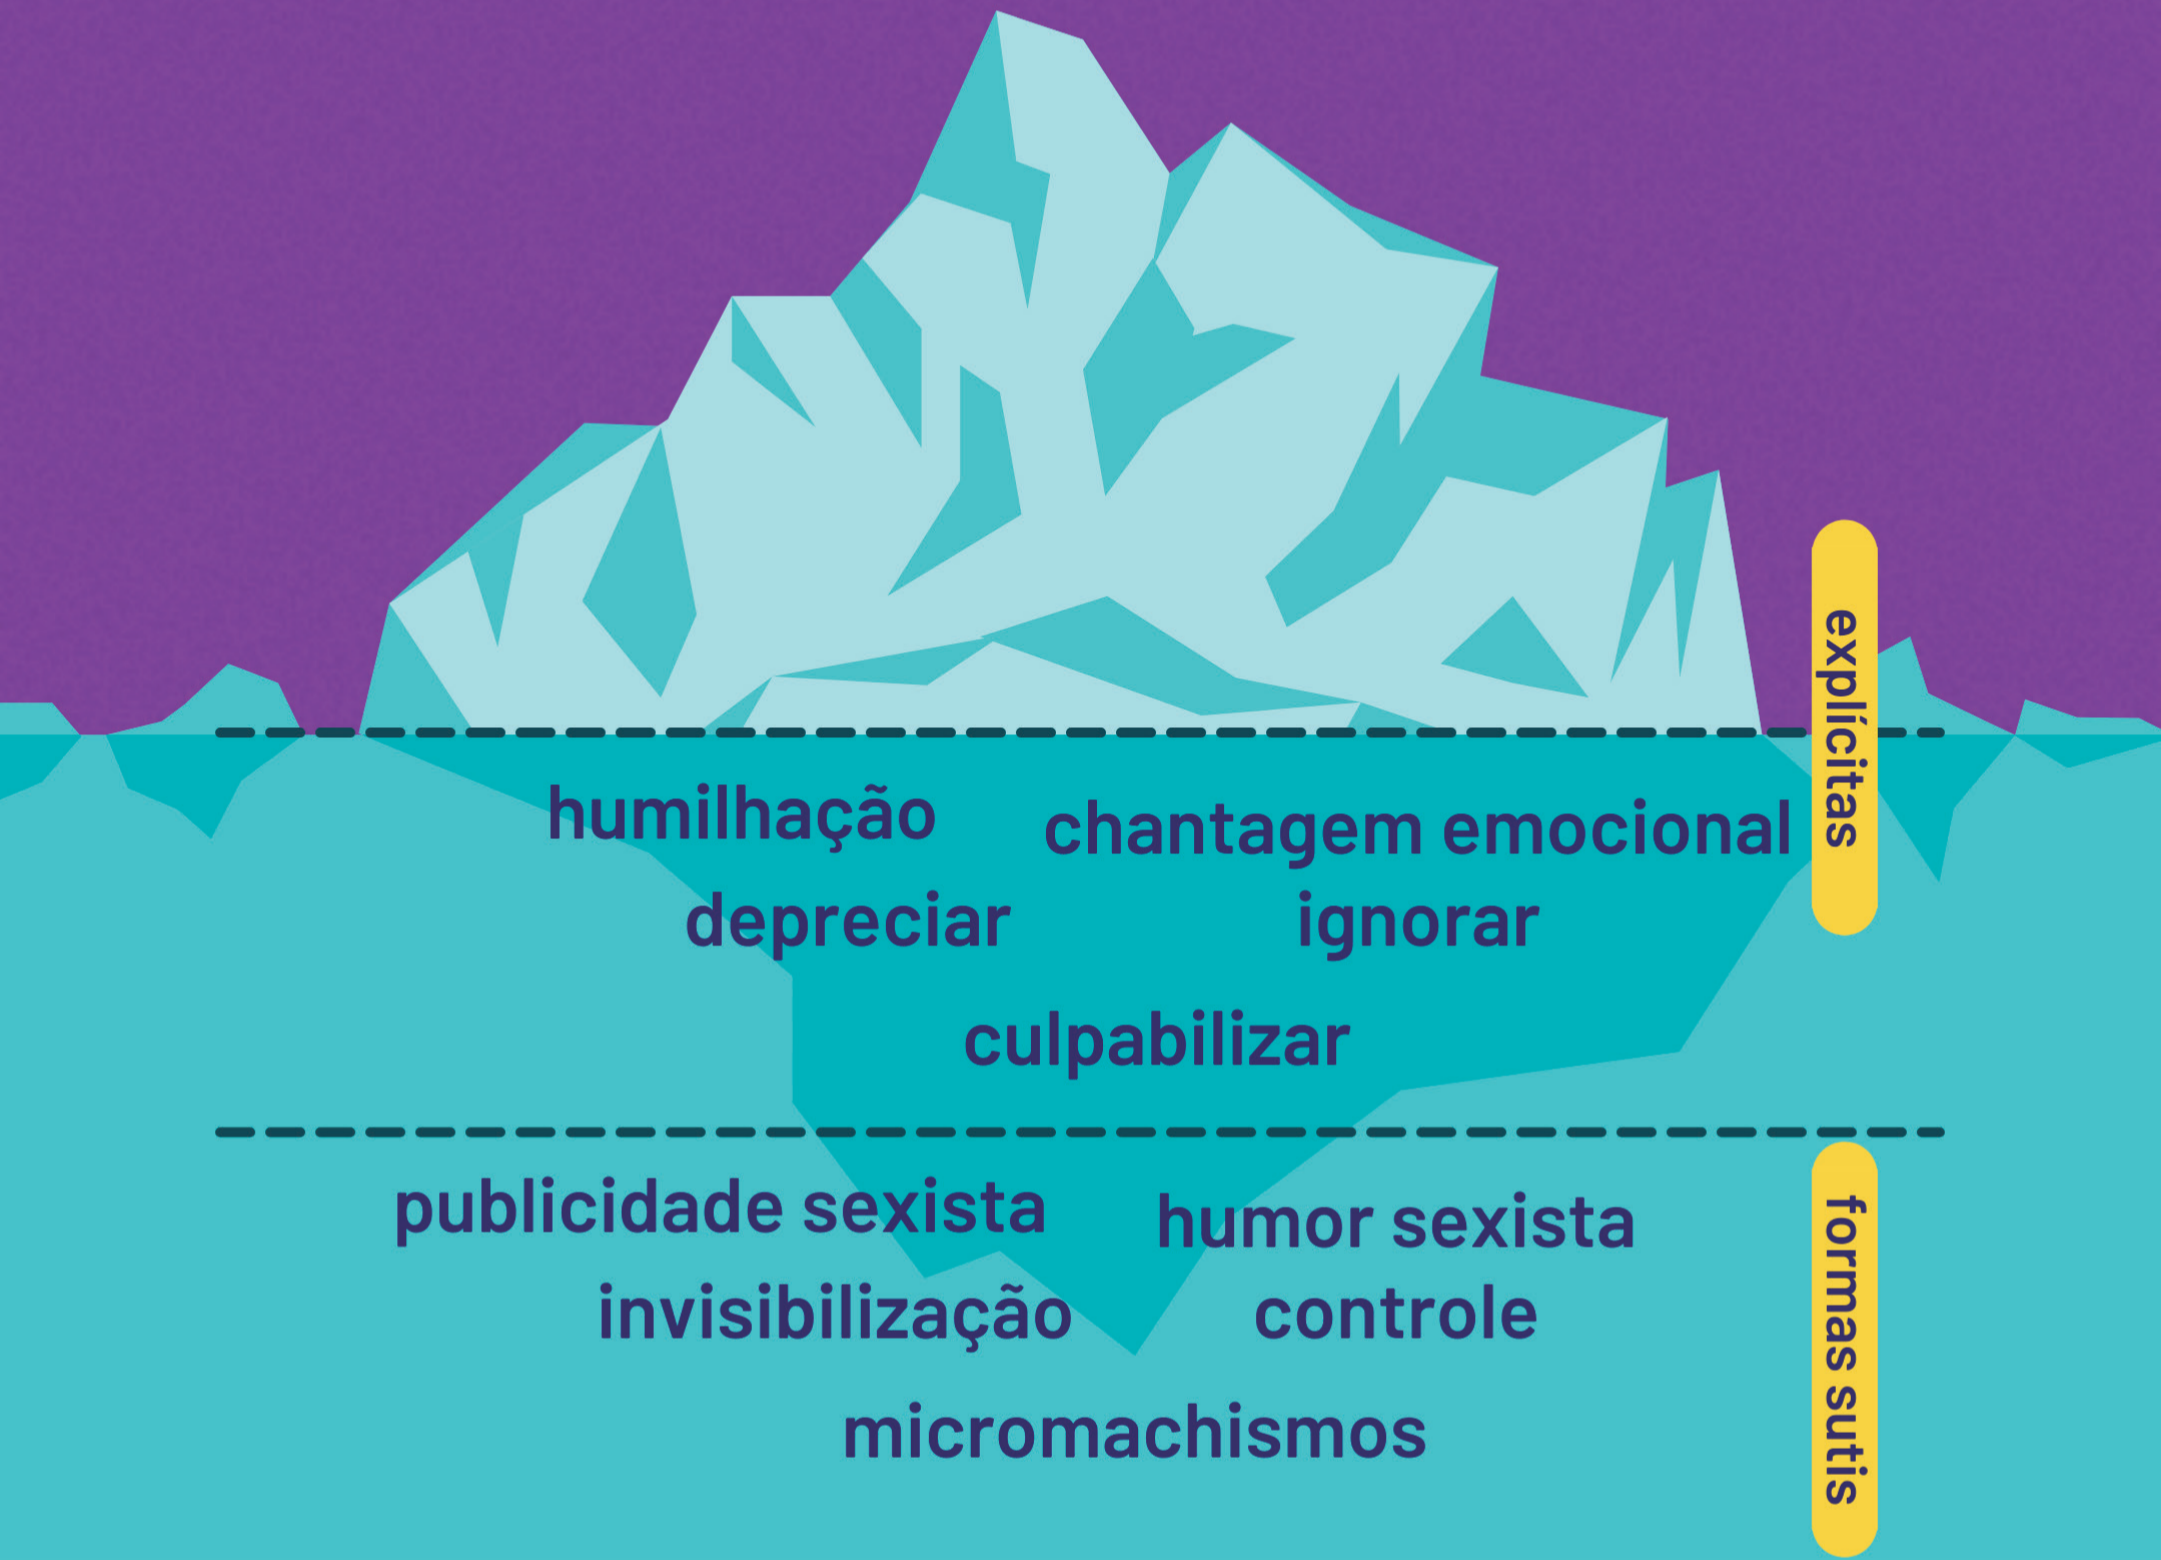 explícitas
humilhação
chantagem emocional
depreciar
ignorar
culpabilizar
formas sutis
publicidade sexista
humor sexista
invisibilização
controle
micromachismos